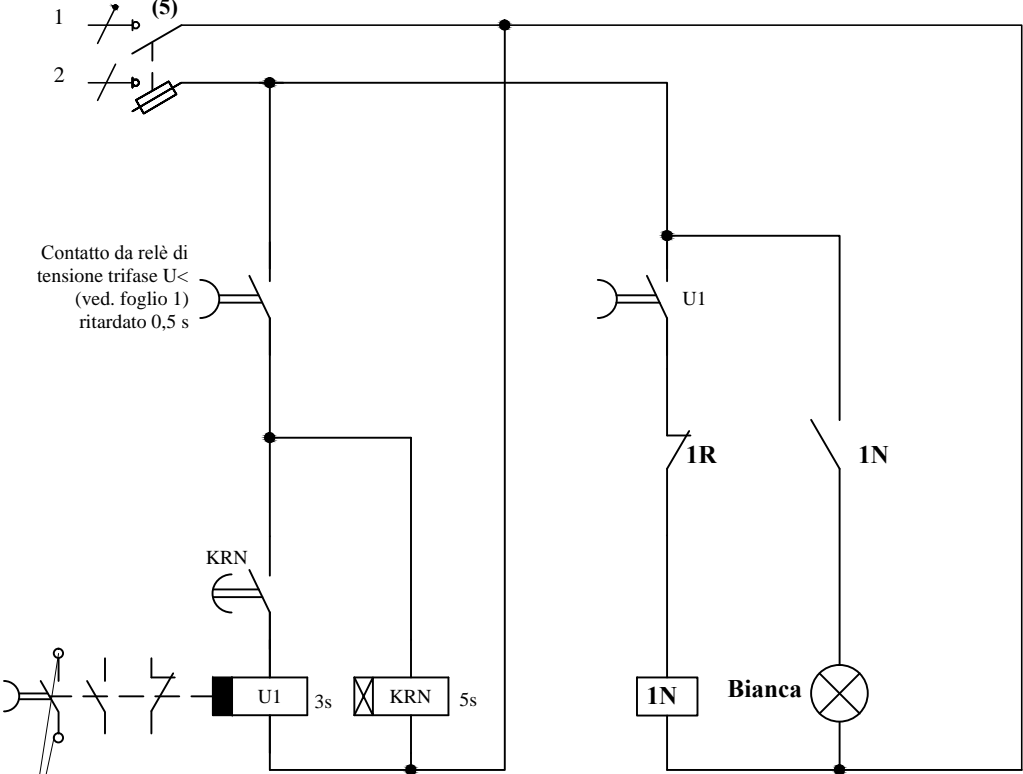 (5)
1
2
Contatto da relè di
tensione trifase U<
(ved. foglio 1)
ritardato 0,5 s
U1
1R
1N
KRN
U1
3s
KRN
5s
1N
Bianca